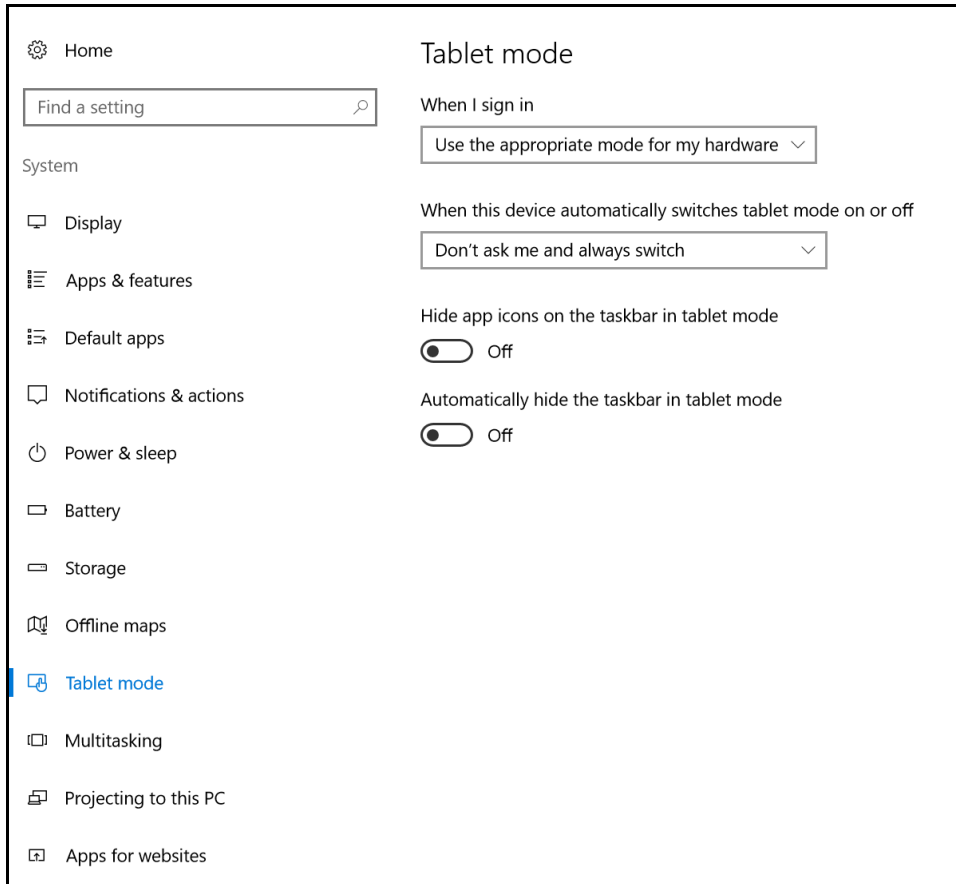 Home
Find a setting
System
Display
Apps & features
Default apps
Notifications & actions
Power & sleep
Battery
Storage
Offline maps
Tablet mode
Multitasking
Projecting to this PC
Apps for websites
Tablet mode
When I sign in
Use the appropriate mode for my hardware
When this device automatically switches tablet mode on or off
Don't ask me and always switch
Hide app icons on the taskbar in tablet mode
Off
Automatically hide the taskbar in tablet mode
Off